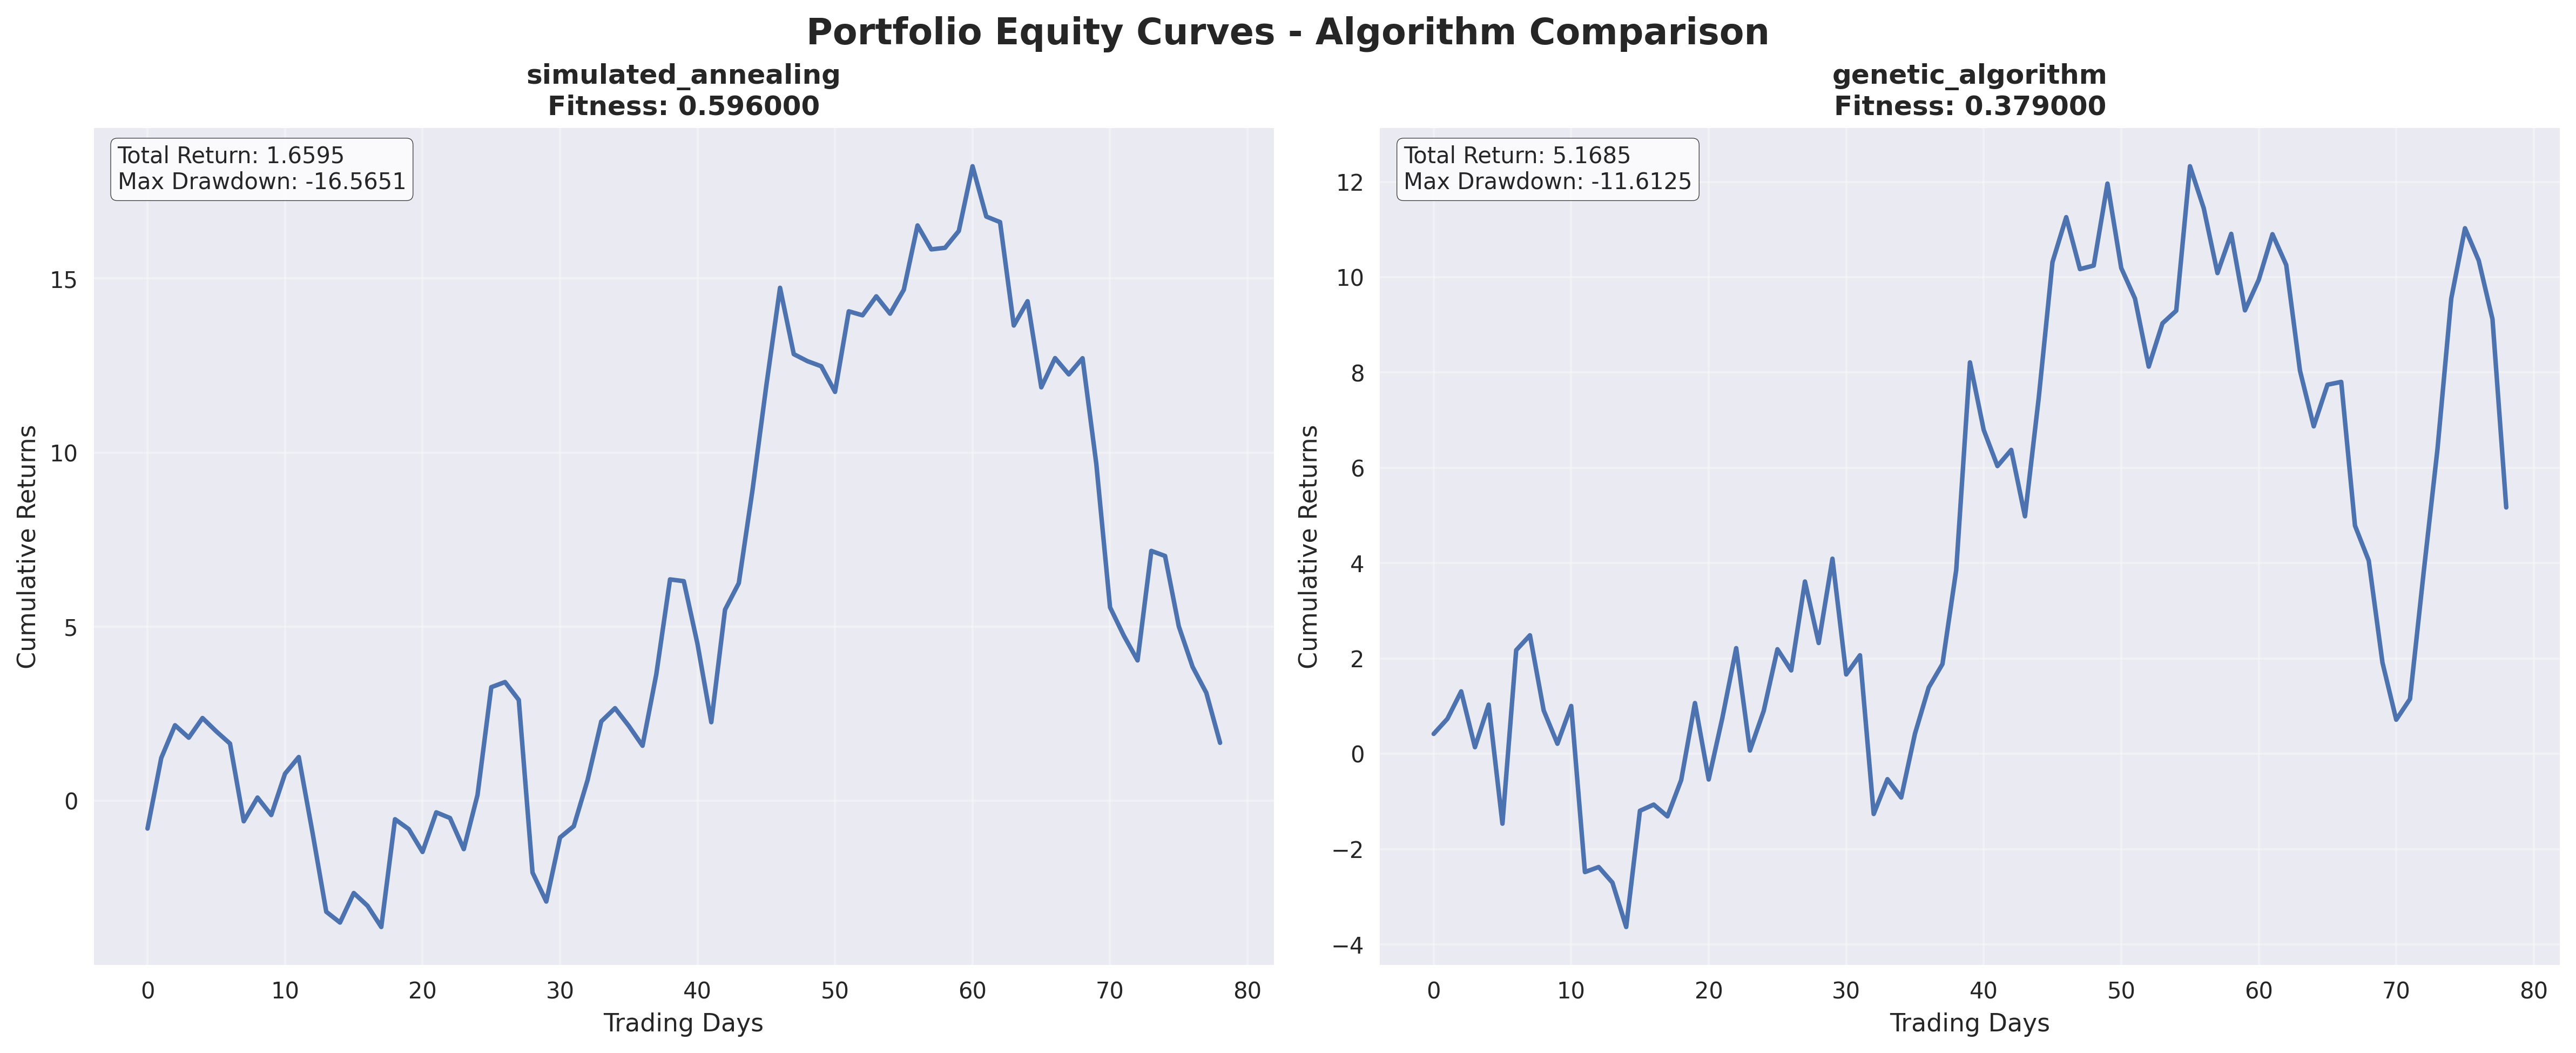 Portfolio Equity Curves - Algorithm Comparison
simulated_annealing
Fitness: 0.596000
Total Return: 1.6595
Max Drawdown: -16.5651
15
10
5
0
Cumulative Returns
0 10 20 30 40 50 60 70 80
Trading Days
genetic_algorithm
Fitness: 0.379000
Total Return: 5.1685
Max Drawdown: -11.6125
12
10
8
6
4
2
0
−2
−4
Cumulative Returns
0 10 20 30 40 50 60 70 80
Trading Days